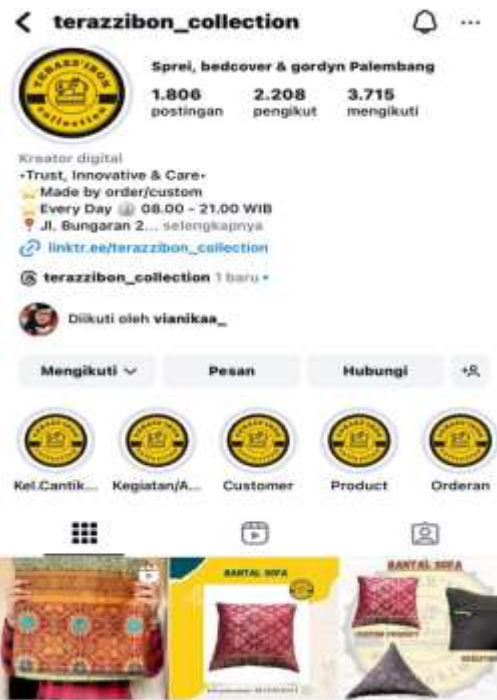 terazzibon_collection
Sprei, bedcover & gordyn Palembang
1.806 2.208 3.715
postingan pengikut mengikuti
Kreator digital
•Trust, Innovative & Care•
Made by order/custom
Every Day 08.00 - 21.00 WIB
Jl. Bungaran 2... selengkapnya
linktr.ee/terazzibon_collection
terazzibon_collection 1 baru
Diikuti oleh vianikaa_
Mengikuti Pesan Hubungi
Kel.Cantik... Kegiatan/A... Customer Product Orderan
BANTAL SOFA BANTAL SOFA